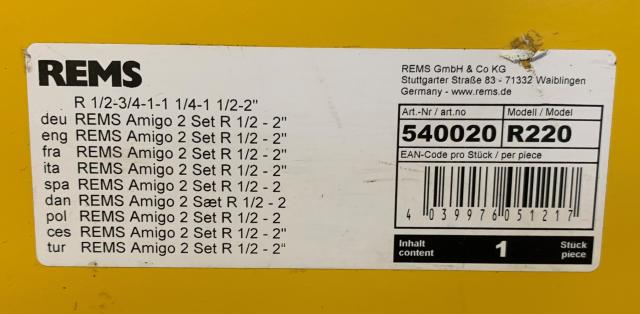 REMS
R 1/2-3/4-1-1 1/4-1 1/2-2"
deu REMS Amigo 2 Set R 1/2 - 2"
eng REMS Amigo 2 Set R 1/2 - 2"
fra REMS Amigo 2 Set R 1/2 - 2"
ita REMS Amigo 2 Set R 1/2 - 2"
spa REMS Amigo 2 Set R 1/2 - 2
dan REMS Amigo 2 Sæt R 1/2 - 2
pol REMS Amigo 2 Set R 1/2 - 2
ces REMS Amigo 2 Set R 1/2 - 2"
tur REMS Amigo 2 Set R 1/2 - 2“
REMS GmbH & Co KG
Stuttgarter Straße 83 - 71332 Waiblingen
Germany - www.rems.de
Art.-Nr / art.no Modell / Model
540020 R220
EAN-Code pro Stück / per piece
4 039976 051217
Inhalt 1 Stück
content piece